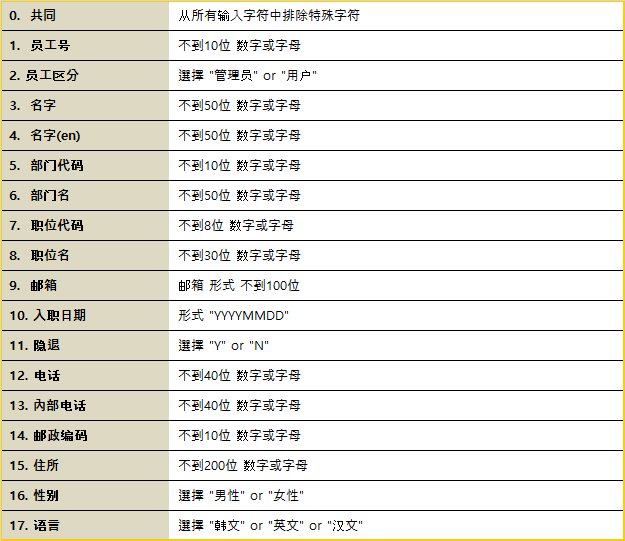 0. 共同 从所有输入字符中排除特殊字符
1. 员工号 不到10位 数字或字母
2. 员工区分 選擇 "管理员" or "用户"
3. 名字 不到50位 数字或字母
4. 名字(en) 不到50位 数字或字母
5. 部门代码 不到10位 数字或字母
6. 部门名 不到50位 数字或字母
7. 职位代码 不到8位 数字或字母
8. 职位名 不到30位 数字或字母
9. 邮箱 邮箱 形式 不到100位
10. 入职日期 形式 "YYYYMMDD"
11. 隐退 選擇 "Y" or "N"
12. 电话 不到40位 数字或字母
13. 內部电话 不到40位 数字或字母
14. 邮政编码 不到10位 数字或字母
15. 住所 不到200位 数字或字母
16. 性别 選擇 "男性" or "女性"
17. 语言 選擇 "韩文" or "英文" or "汉文"